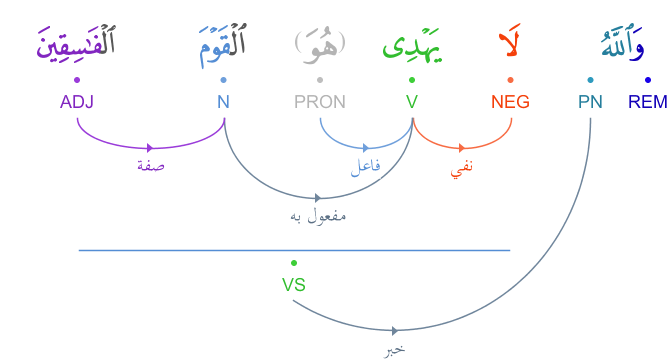 وَٱللَّهُ لَا يَهْدِى (هُوَ) ٱلْقَوْمَ ٱلْفَـٰسِقِينَ
REM PN NEG V PRON N ADJ
نفي فاعل صفة
مفعول به
VS
خبر